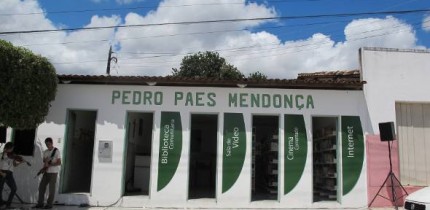 PEDRO PAES MENDONÇA
Biblioteca
Comunitária
Sala de
Vídeo
Cinema
Comunitário
Internet